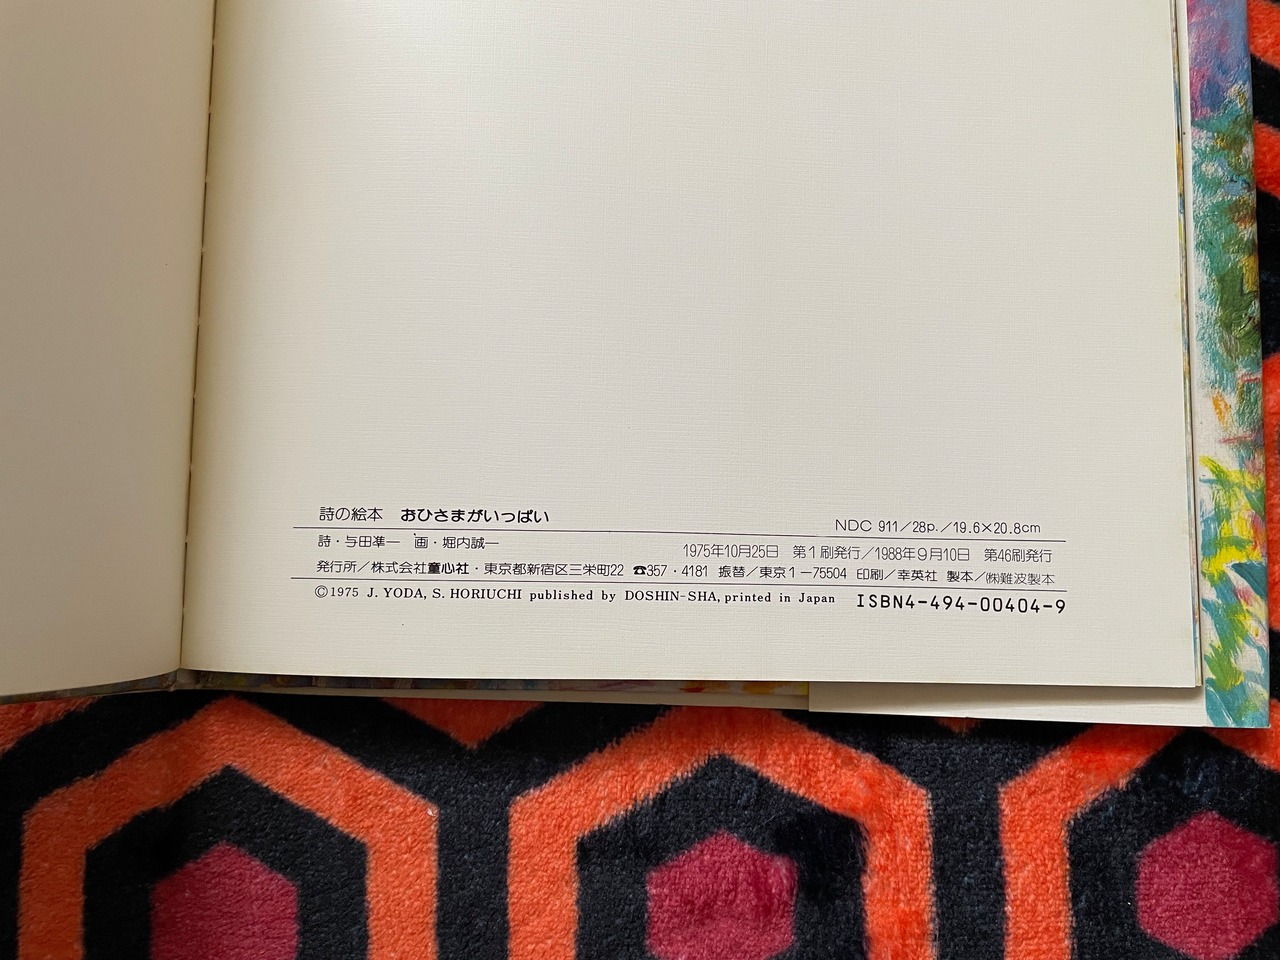 詩の絵本 おひさまがいっぱい
NDC 911/28p./19.6×20.8cm
詩・与田凖一 画・堀内誠一
1975年10月25日 第1刷発行/1988年9月10日 第46刷発行
発行所/株式会社童心社・東京都新宿区三栄町22 ☎357・4181 振替/東京1-75504 印刷/幸英社 製本/㈱難波製本
©1975 J. YODA, S. HORIUCHI published by DOSHIN-SHA, printed in Japan ISBN4-494-00404-9